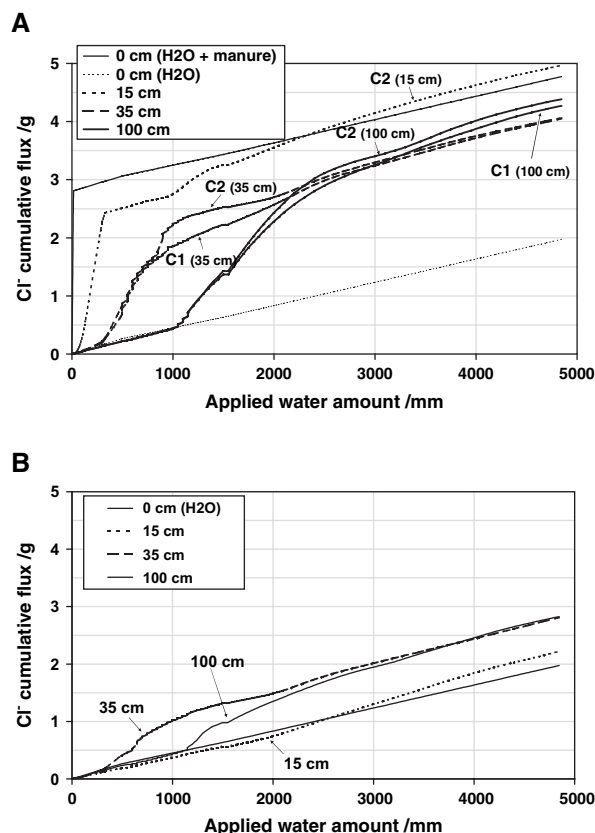 A
0 cm (H2O + manure)
0 cm (H2O)
15 cm
35 cm
100 cm
C2 (15 cm)
C2 (100 cm)
C1 (100 cm)
C2 (35 cm)
C1 (35 cm)
5
4
3
2
1
0
0 1000 2000 3000 4000 5000
Cl- cumulative flux /g
Applied water amount /mm
B
0 cm (H2O)
15 cm
35 cm
100 cm
100 cm
35 cm
15 cm
5
4
3
2
1
0
0 1000 2000 3000 4000 5000
Cl- cumulative flux /g
Applied water amount /mm